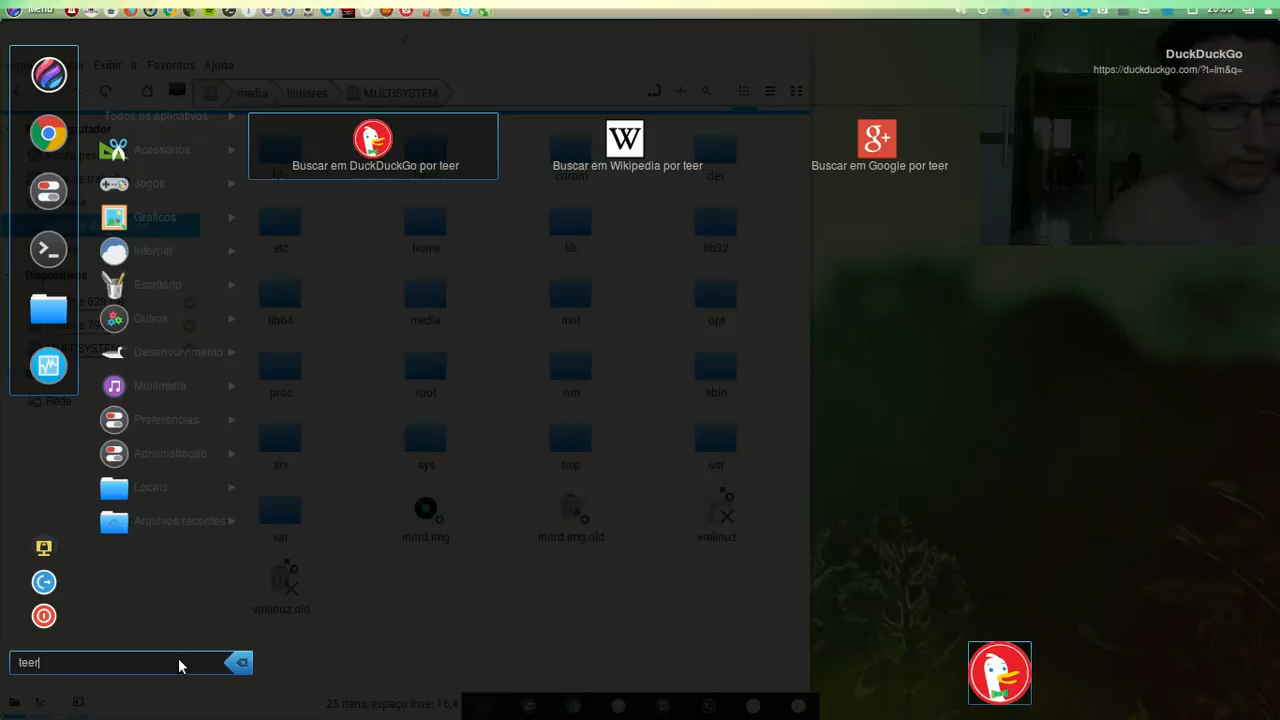 Menu
DuckDuckGo
https://duckduckgo.com/?t=lm&q=
Exibir Ir Favoritos Ajuda
media linhares MULTISYSTEM
Todos os aplicativos
Acessórios
Jogos
Gráficos
Internet
Escritório
Outros
Desenvolvimento
Multimídia
Preferências
Administração
Locais
Arquivos recentes
Dispositivos
MULTISYSTEM
Rede
Buscar em DuckDuckGo por teer
Buscar em Wikipedia por teer
Buscar em Google por teer
W
g+
cdrom dev
etc home lib lib32
lib64 media mnt opt
proc root run sbin
srv sys tmp usr
var initrd.img initrd.img.old vmlinuz
vmlinuz.old
teer
25 itens, espaço livre: 15,4